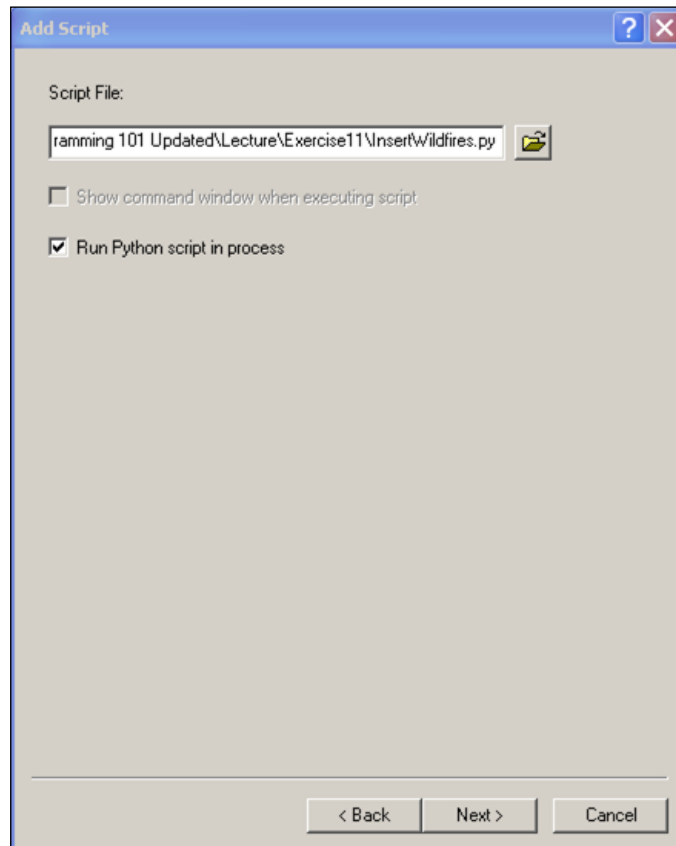 Add Script
Script File:
ramming 101 Updated\Lecture\Exercise11\InsertWildfires.py
Show command window when executing script
Run Python script in process
< Back
Next >
Cancel